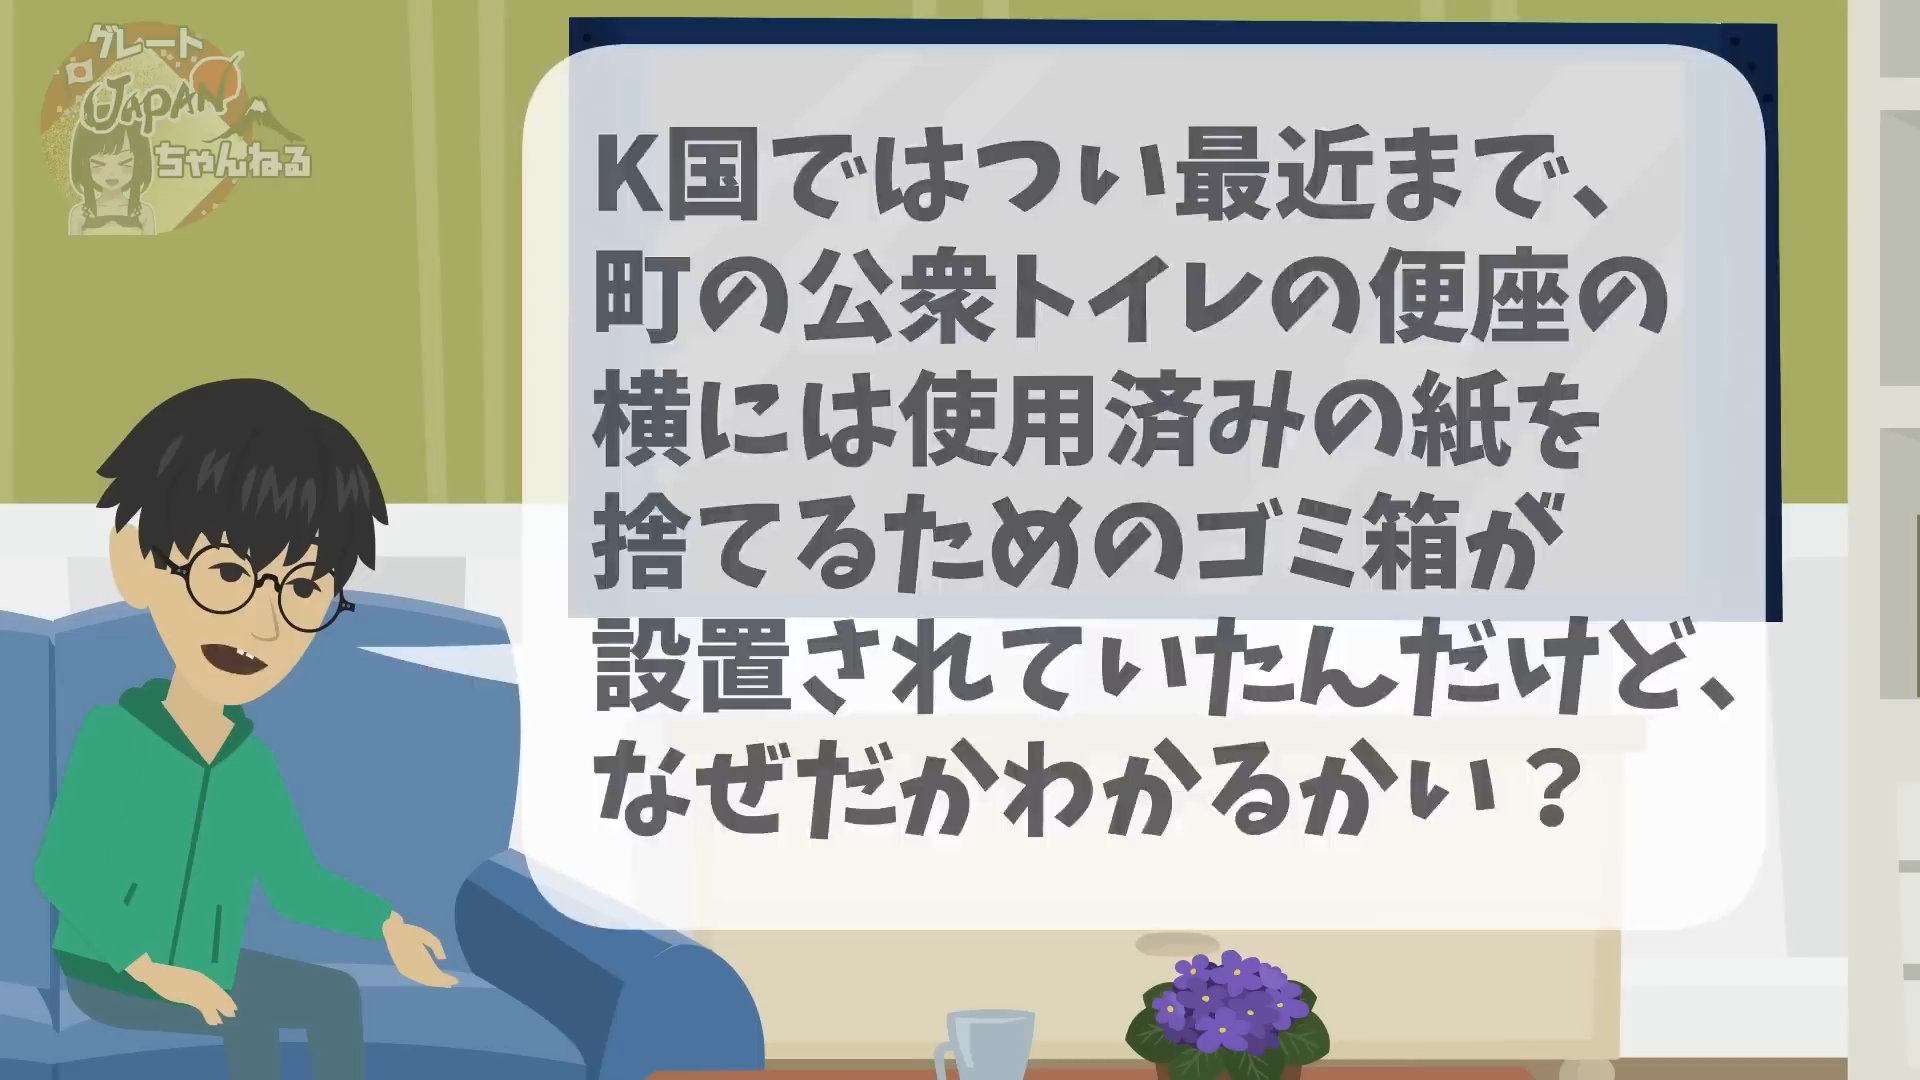 グレート
JAPAN
ちゃんねる
K国ではつい最近まで、
町の公衆トイレの便座の
横には使用済みの紙を
捨てるためのゴミ箱が
設置されていたんだけど、
なぜだかわかるかい？